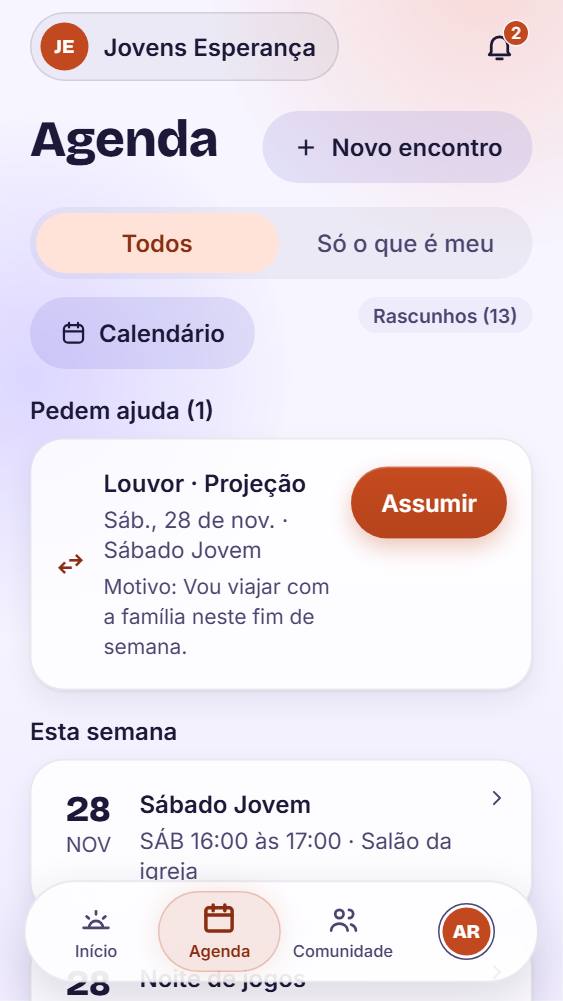 JE
Jovens Esperança
2
Agenda
+ Novo encontro
Todos
Só o que é meu
Calendário
Rascunhos (13)
Pedem ajuda (1)
Louvor · Projeção
Sáb., 28 de nov. ·
Sábado Jovem
Motivo: Vou viajar com
a família neste fim de
semana.
Assumir
Esta semana
28
NOV
Sábado Jovem
SÁB 16:00 às 17:00 · Salão da
igreja
Início
Agenda
Comunidade
AR
28
Noite de jogos